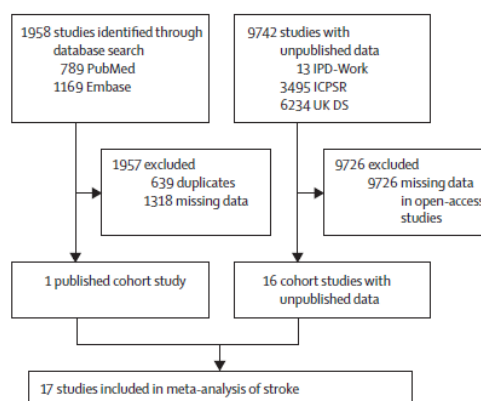 1958 studies identified through
database search
789 PubMed
1169 Embase
9742 studies with
unpublished data
13 IPD-Work
3495 ICPSR
6234 UK DS
1957 excluded
639 duplicates
1318 missing data
9726 excluded
9726 missing data
in open-access
studies
1 published cohort study
16 cohort studies with
unpublished data
17 studies included in meta-analysis of stroke